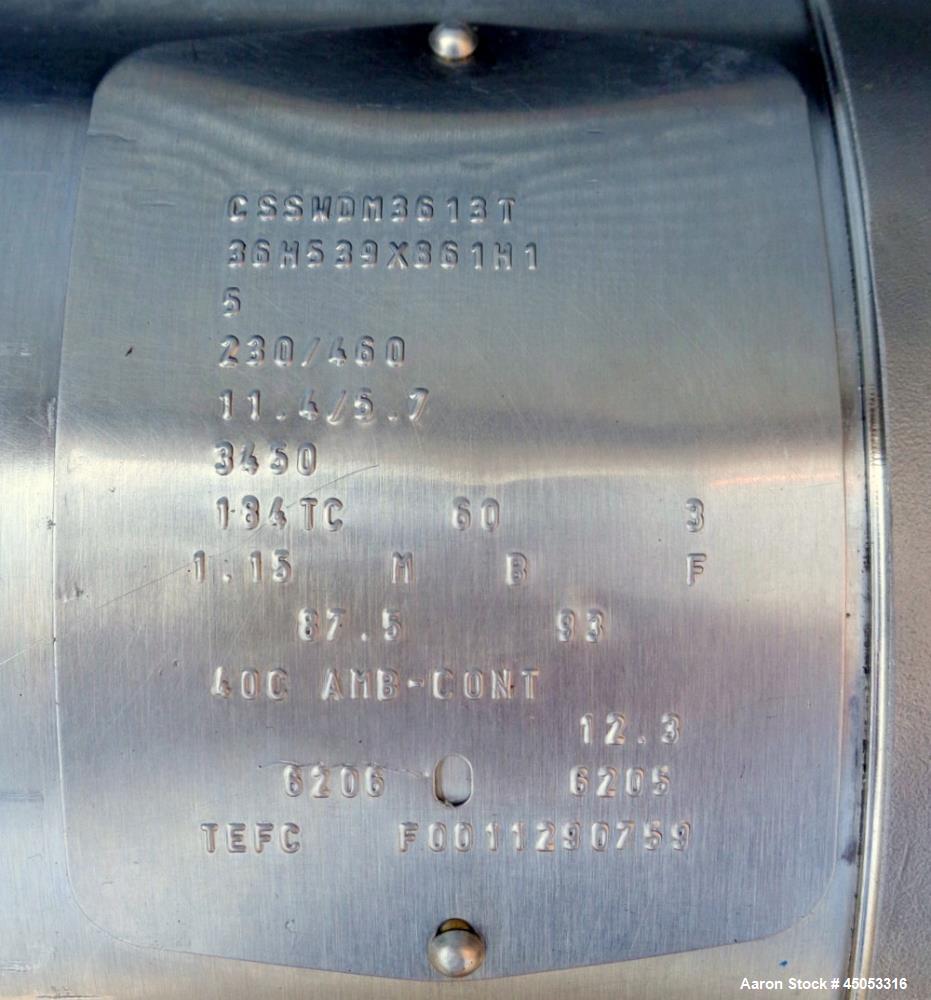 CSSWDM3613T
36H539X861H1
5
230/460
11.4/5.7
3450
184TC 60 3
1.15 M B F
87.5 93
40C AMB-CONT
12.3
6206 6205
TEFC F0011290759
Aaron Stock # 45053316